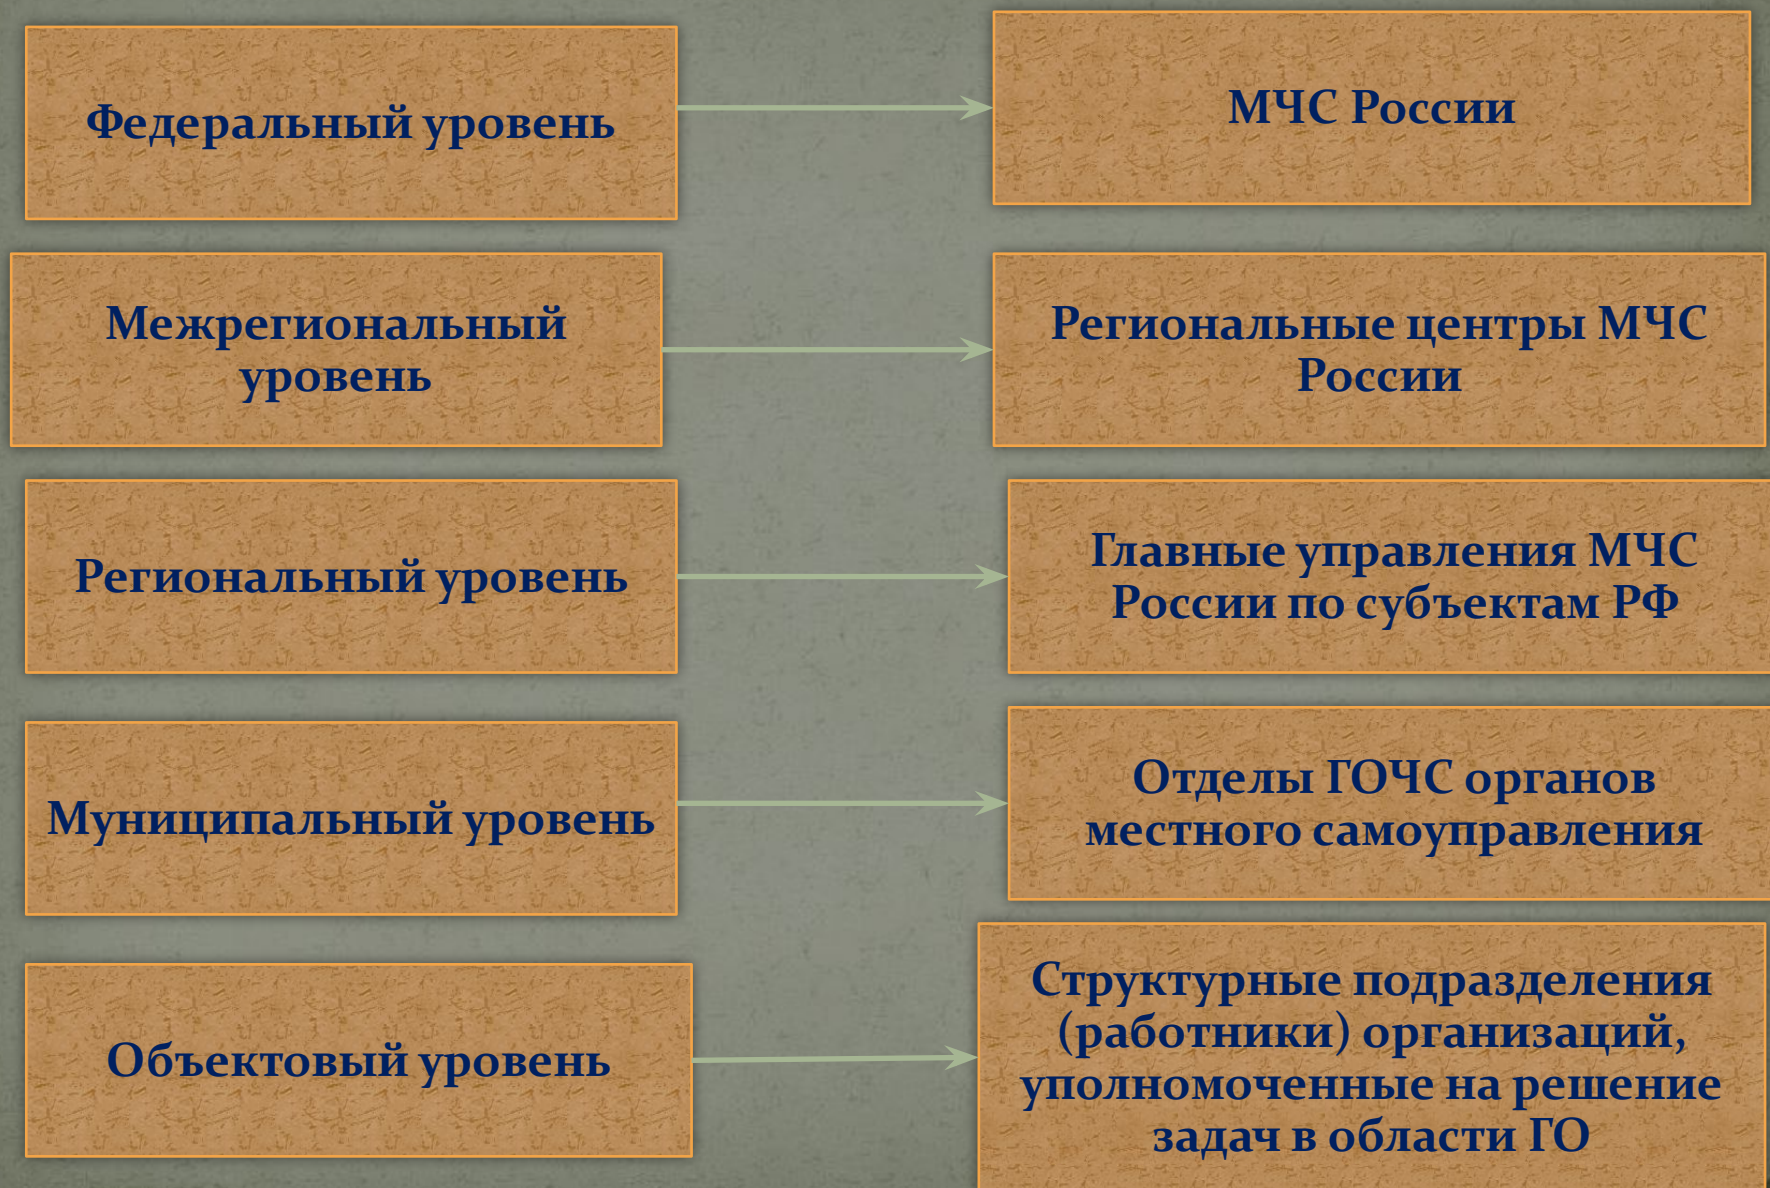 Федеральный уровень
МЧС России
Межрегиональный
уровень
Региональные центры МЧС
России
Региональный уровень
Главные управления МЧС
России по субъектам РФ
Муниципальный уровень
Отделы ГОЧС органов
местного самоуправления
Объектовый уровень
Структурные подразделения
(работники) организаций,
уполномоченные на решение
задач в области ГО